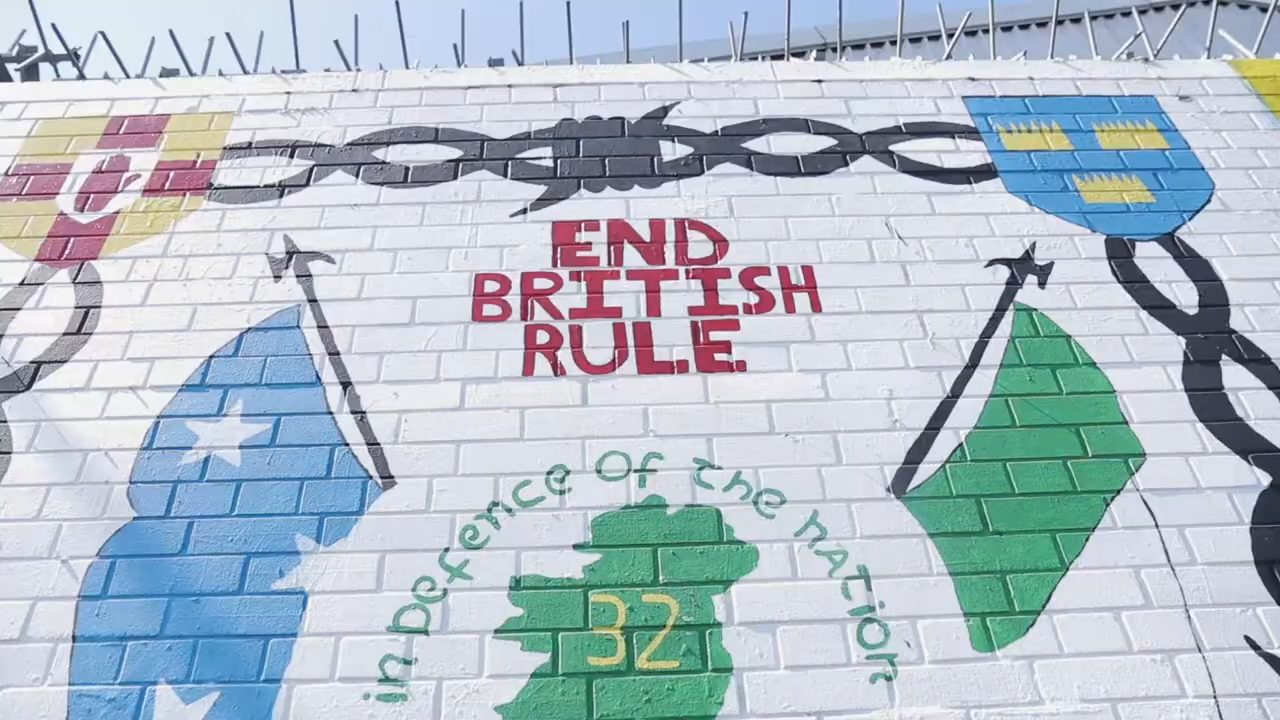 END
BRITISH
RULE
in Defence of the nation
32